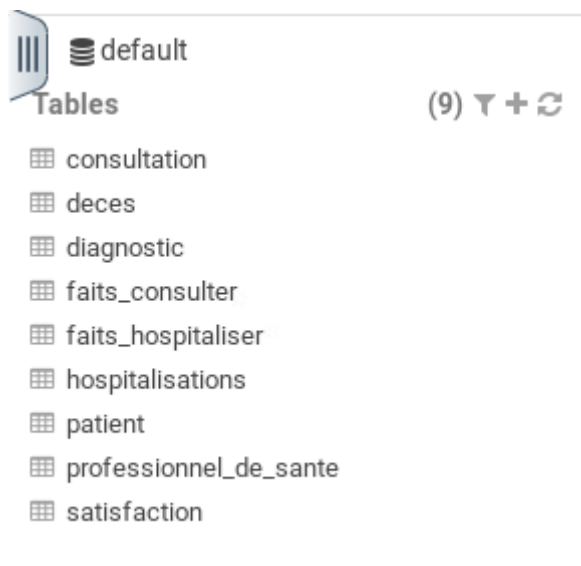 default
Tables (9)
consultation
deces
diagnostic
faits_consulter
faits_hospitaliser
hospitalisations
patient
professionnel_de_sante
satisfaction